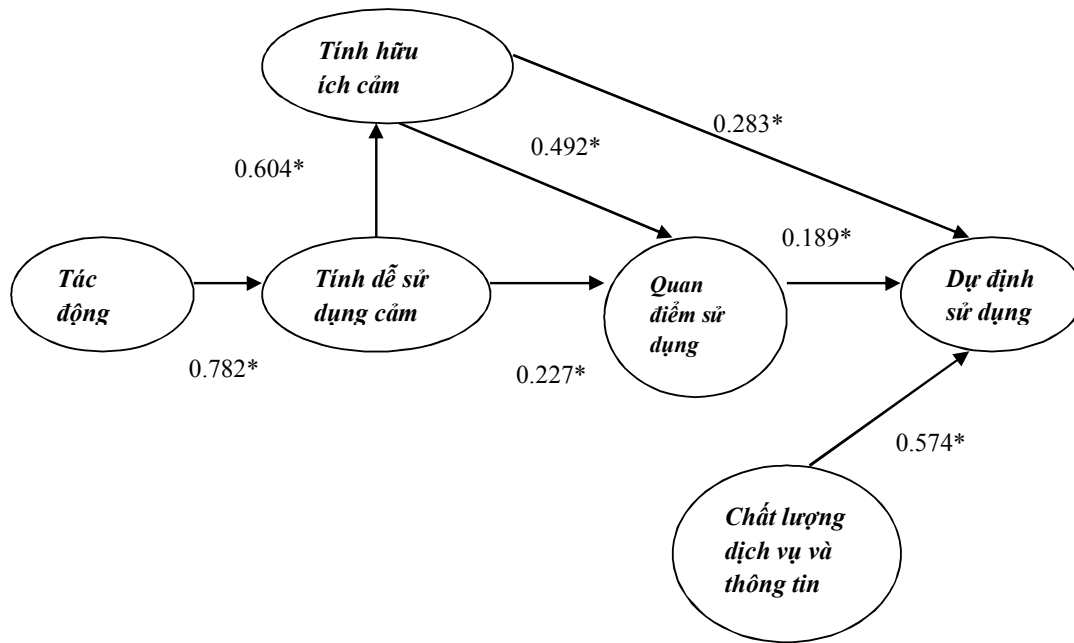 Tính hữu
ích cảm
0.283*
0.492*
0.604*
0.189*
Tác
động
Tính dễ sử
dụng cảm
Quan
điểm sử
dụng
Dự định
sử dụng
0.782*
0.227*
0.574*
Chất lượng
dịch vụ và
thông tin